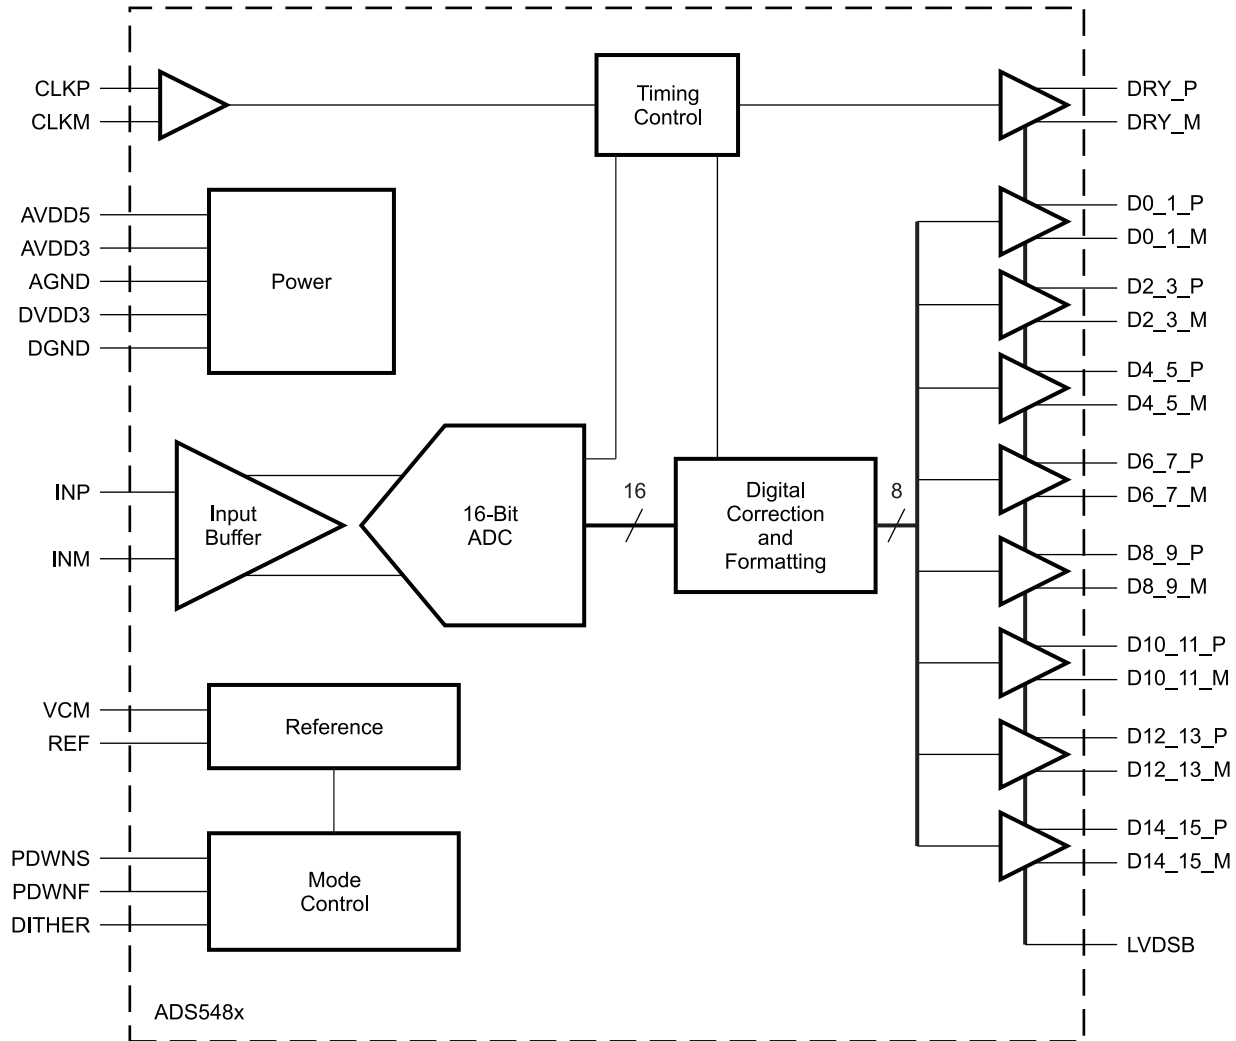 CLKP
CLKM
Timing
Control
DRY_P
DRY_M
AVDD5
AVDD3
AGND
DVDD3
DGND
Power
D0_1_P
D0_1_M
D2_3_P
D2_3_M
D4_5_P
D4_5_M
INP
INM
Input
Buffer
16-Bit
ADC
16
Digital
Correction
and
Formatting
8
D6_7_P
D6_7_M
D8_9_P
D8_9_M
D10_11_P
D10_11_M
VCM
REF
Reference
D12_13_P
D12_13_M
D14_15_P
D14_15_M
PDWNS
PDWNF
DITHER
Mode
Control
LVDSB
ADS548x